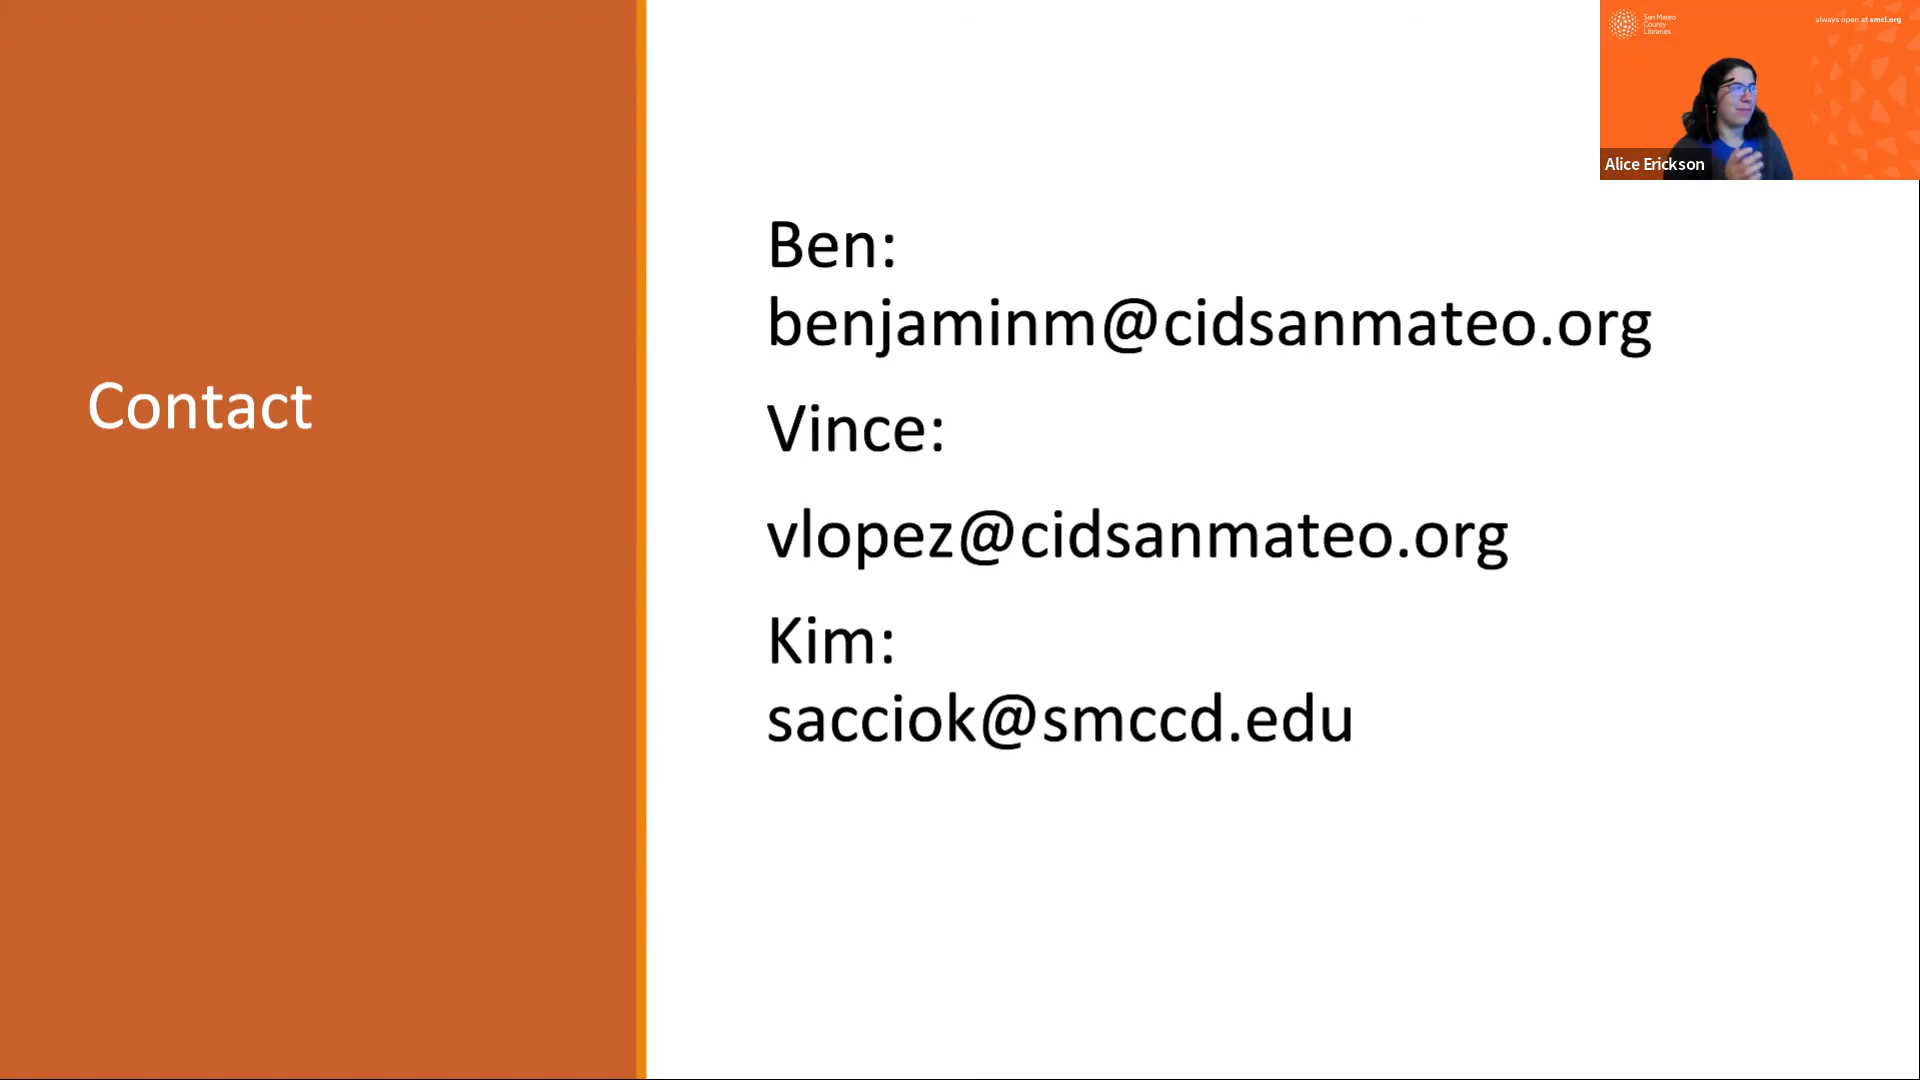 San Mateo
County
Libraries
always open at smcl.org
Alice Erickson
Contact
Ben:
benjaminm@cidsanmateo.org
Vince:
vlopez@cidsanmateo.org
Kim:
sacciok@smccd.edu